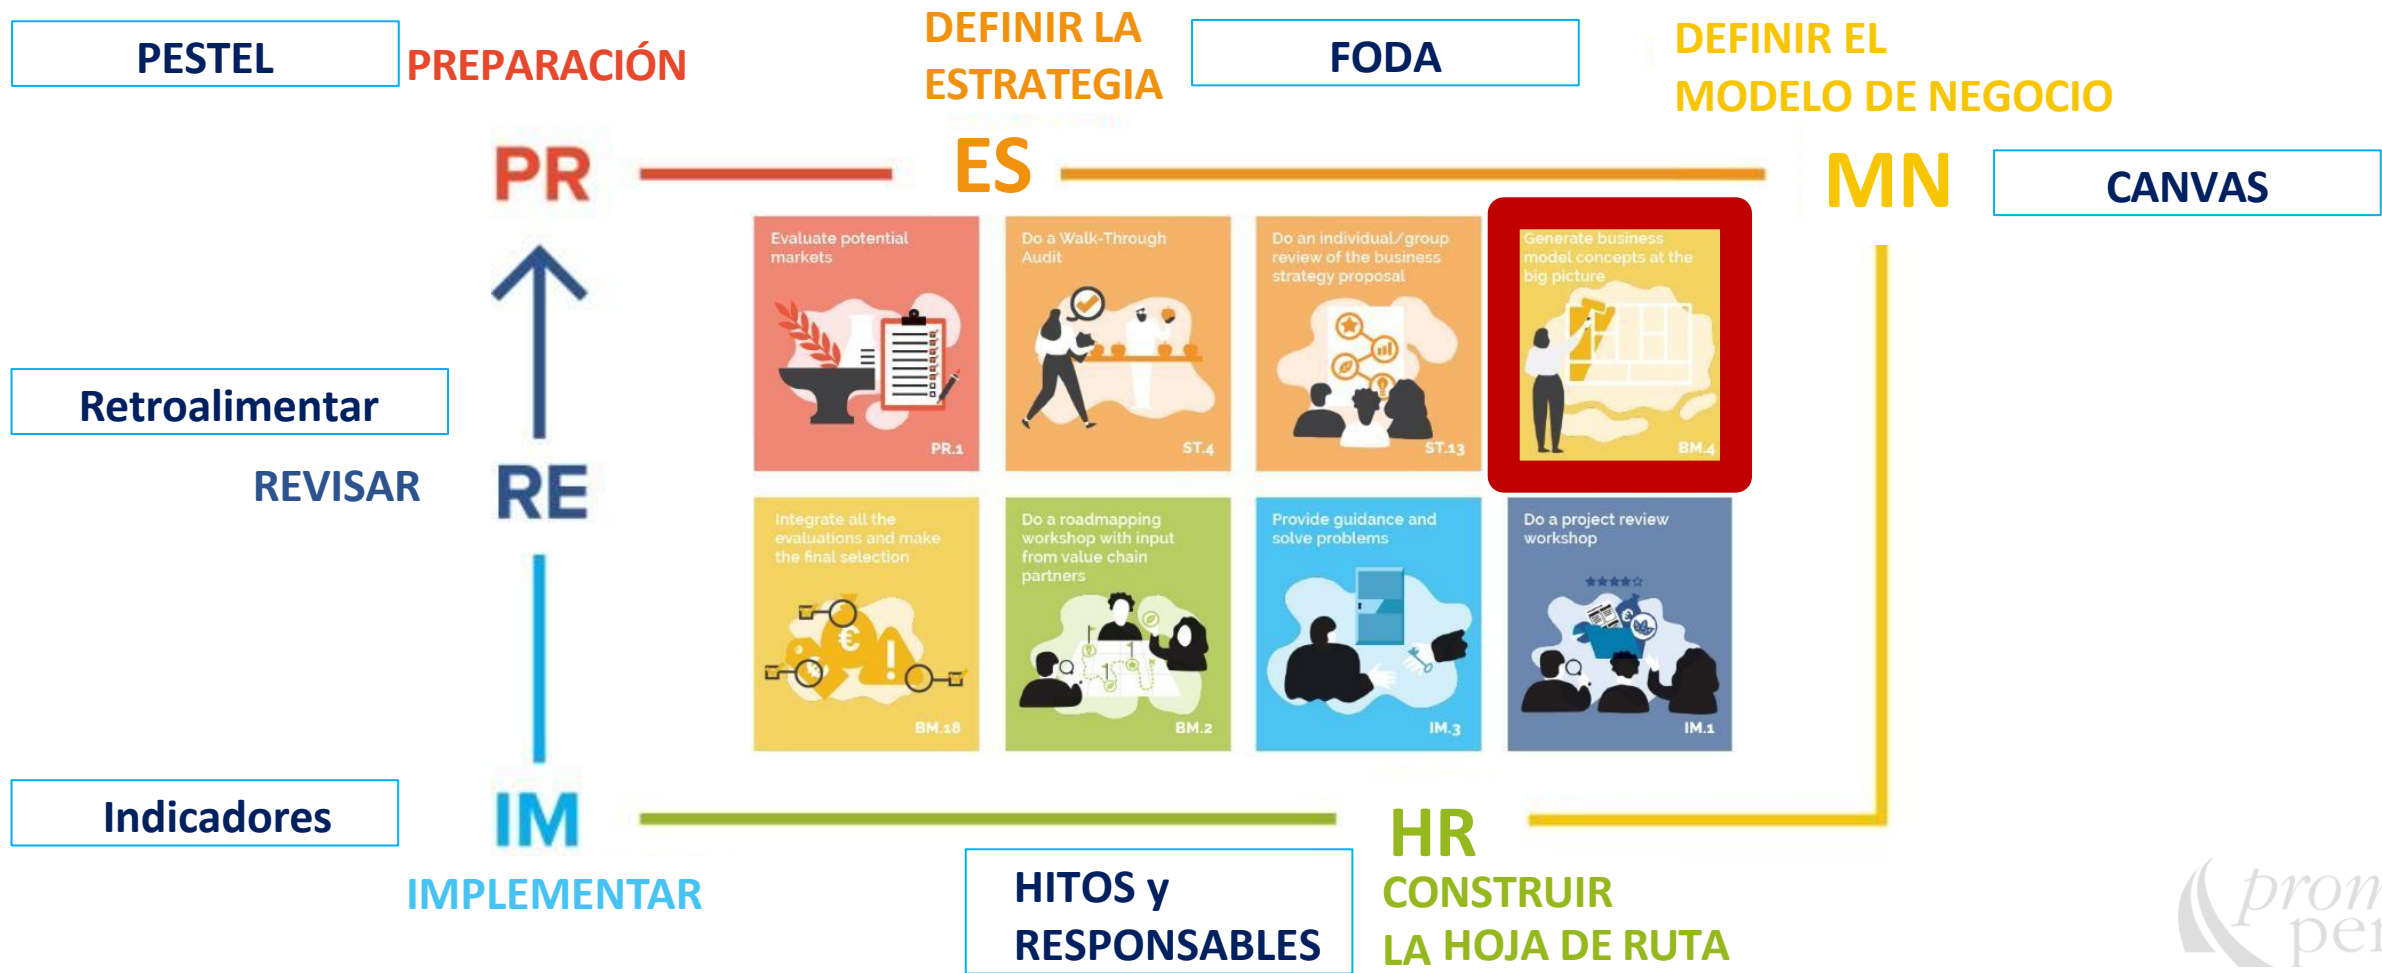 PESTEL
PREPARACIÓN
DEFINIR LA
ESTRATEGIA
FODA
DEFINIR EL
MODELO DE NEGOCIO
PR
ES
MN
CANVAS
Evaluate potential
markets
PR.1
Do a Walk-Through
Audit
ST.4
Do an individual/group
review of the business
strategy proposal
ST.13
Generate business
model concepts at the
big picture
BM.4
Retroalimentar
REVISAR
RE
Integrate all the
evaluations and make
the final selection
BM.18
Do a roadmapping
workshop with input
from value chain
partners
BM.2
Provide guidance and
solve problems
IM.3
Do a project review
workshop
IM.1
Indicadores
IM
IMPLEMENTAR
HR
HITOS y
RESPONSABLES
CONSTRUIR
LA HOJA DE RUTA